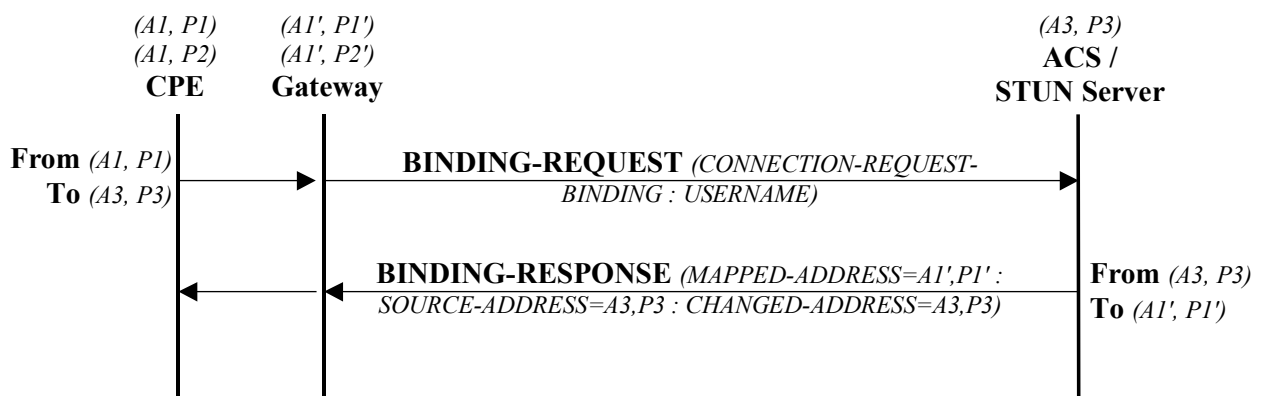 (A1, P1)
(A1, P2)
CPE
(A1', P1')
(A1', P2')
Gateway
(A3, P3)
ACS /
STUN Server
From (A1, P1)
To (A3, P3)
BINDING-REQUEST (CONNECTION-REQUEST-
BINDING : USERNAME)
BINDING-RESPONSE (MAPPED-ADDRESS=A1',P1' :
SOURCE-ADDRESS=A3,P3 : CHANGED-ADDRESS=A3,P3)
From (A3, P3)
To (A1', P1')